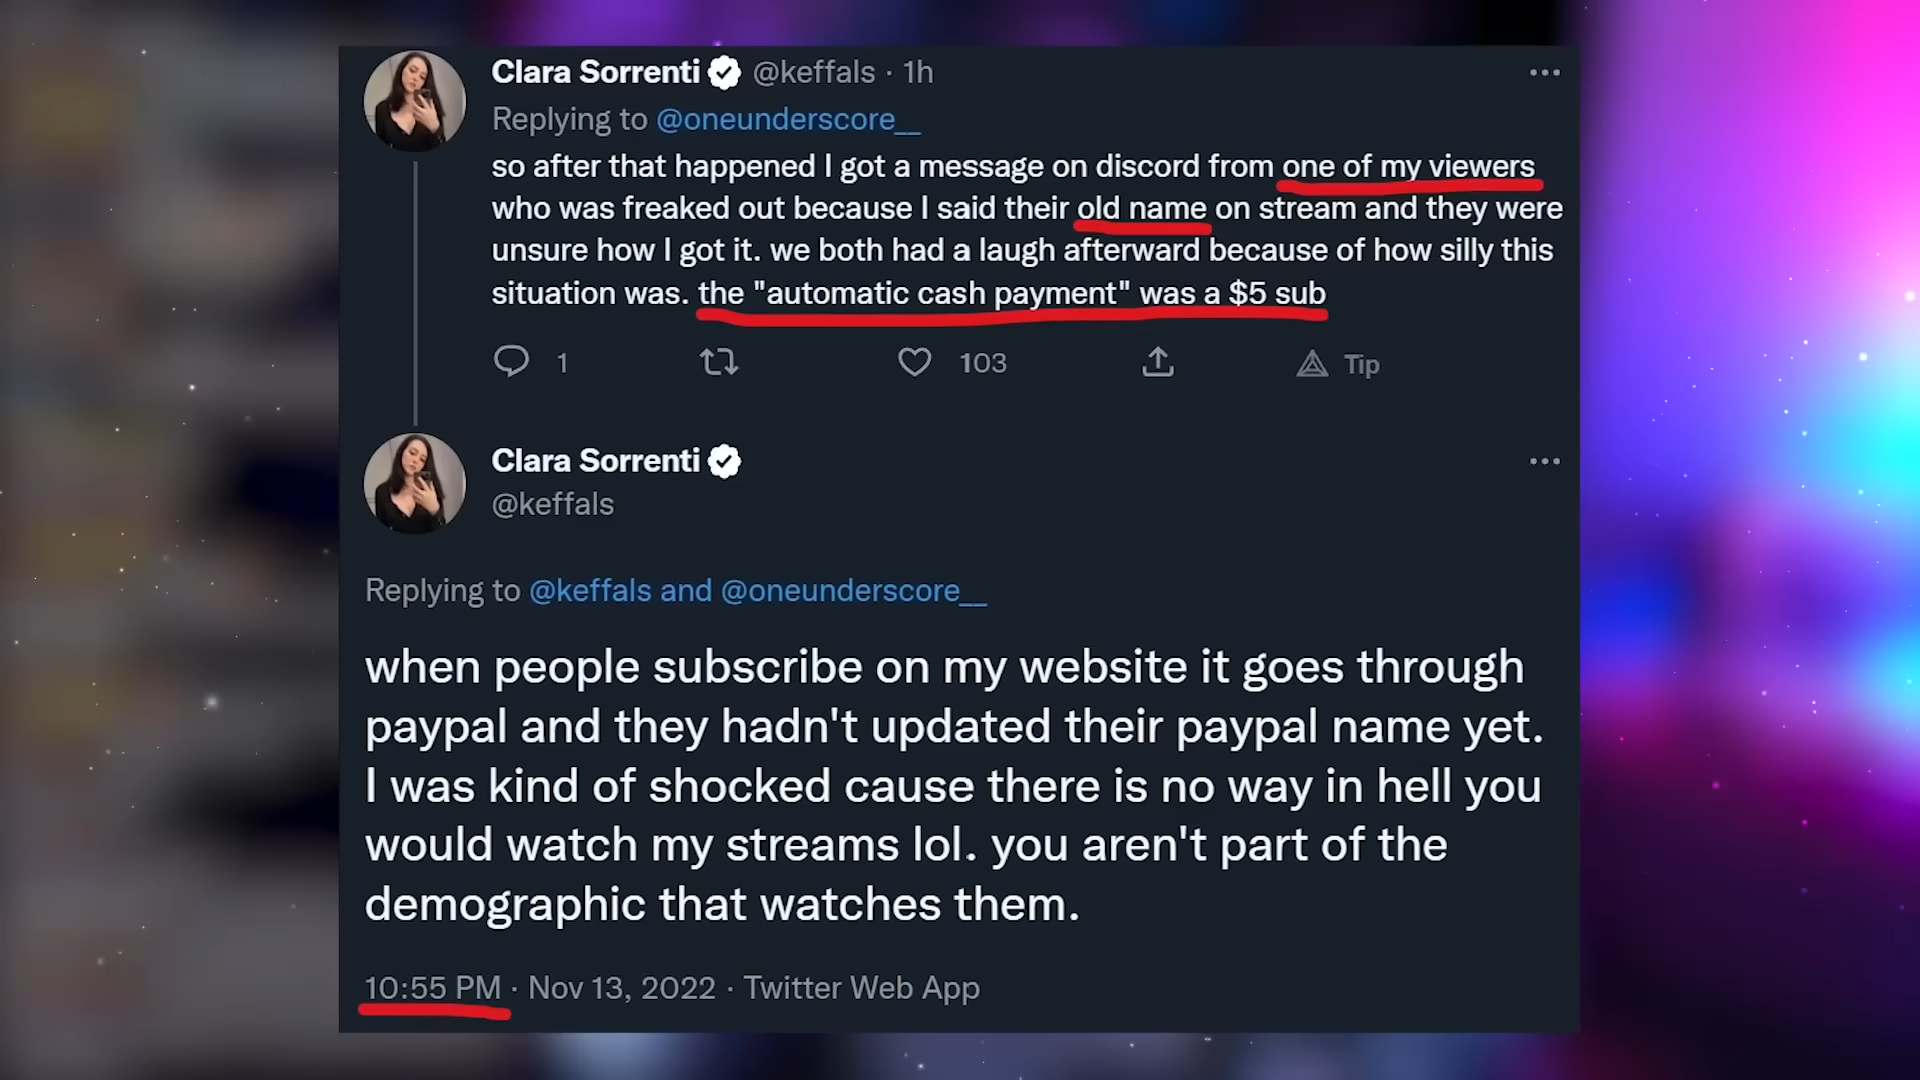 Clara Sorrenti @keffals · 1h
Replying to @oneunderscore__
so after that happened I got a message on discord from one of my viewers
who was freaked out because I said their old name on stream and they were
unsure how I got it. we both had a laugh afterward because of how silly this
situation was. the "automatic cash payment" was a $5 sub
1 103 Tip
Clara Sorrenti
@keffals
Replying to @keffals and @oneunderscore__
when people subscribe on my website it goes through
paypal and they hadn't updated their paypal name yet.
I was kind of shocked cause there is no way in hell you
would watch my streams lol. you aren't part of the
demographic that watches them.
10:55 PM · Nov 13, 2022 · Twitter Web App